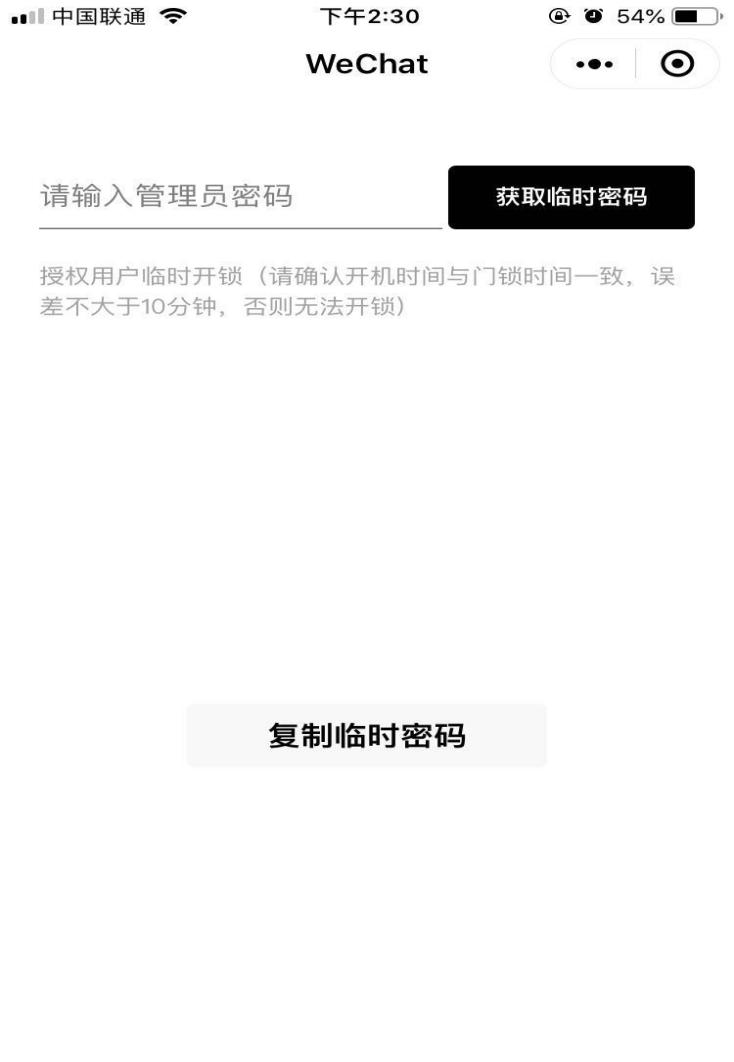 中国联通 下午2:30 54%
WeChat
请输入管理员密码 获取临时密码
授权用户临时开锁（请确认开机时间与门锁时间一致，误
差不大于10分钟，否则无法开锁）
复制临时密码